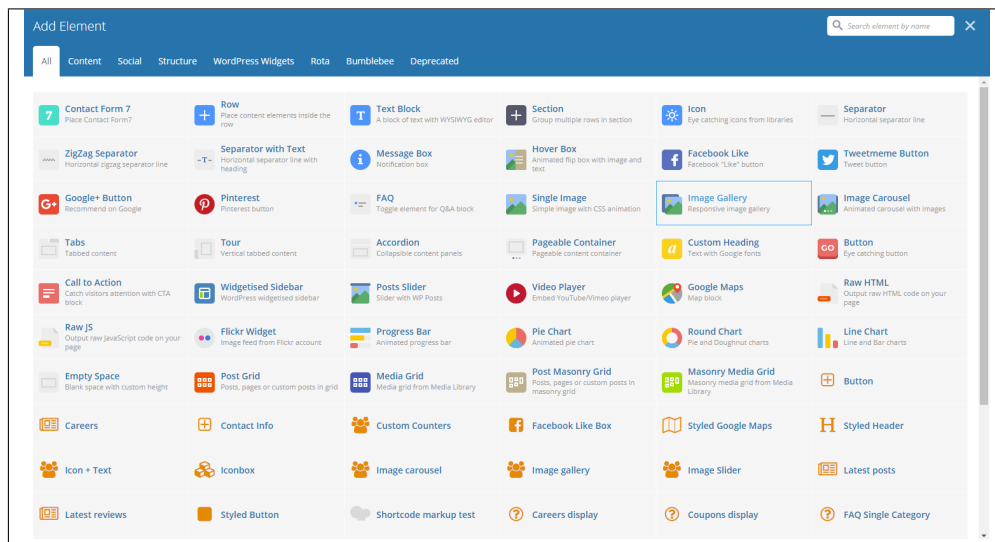 Add Element
Search element by name
All Content Social Structure WordPress Widgets Rota Bumblebee Deprecated
7
Contact Form 7
Place Contact Form7
Row
Place content elements inside the
row
T
Text Block
A block of text with WYSIWYG editor
Section
Group multiple rows in section
Icon
Eye catching icons from libraries
Separator
Horizontal separator line
ZigZag Separator
Horizontal zigzag separator line
-T-
Separator with Text
Horizontal separator line with
heading
i
Message Box
Notification box
Hover Box
Animated flip box with image and
text
f
Facebook Like
Facebook "Like" button
Tweetmeme Button
Tweet button
G+
Google+ Button
Recommend on Google
Pinterest
Pinterest button
FAQ
Toggle element for Q&A block
Single Image
Simple image with CSS animation
Image Gallery
Responsive image gallery
Image Carousel
Animated carousel with images
Tabs
Tabbed content
Tour
Vertical tabbed content
Accordion
Collapsible content panels
Pageable Container
Pageable content container
a
Custom Heading
Text with Google fonts
GO
Button
Eye catching button
Call to Action
Catch visitors attention with CTA
block
Widgetised Sidebar
WordPress widgetised sidebar
Posts Slider
Slider with WP Posts
Video Player
Embed YouTube/Vimeo player
Google Maps
Map block
Raw HTML
Output raw HTML code on your
page
Raw JS
Output raw JavaScript code on your
page
Flickr Widget
Image feed from Flickr account
Progress Bar
Animated progress bar
Pie Chart
Animated pie chart
Round Chart
Pie and Doughnut charts
Line Chart
Line and Bar charts
Empty Space
Blank space with custom height
Post Grid
Posts, pages or custom posts in grid
Media Grid
Media grid from Media Library
Post Masonry Grid
Posts, pages or custom posts in
masonry grid
Masonry Media Grid
Masonry media grid from Media
Library
Button
Careers
Contact Info
Custom Counters
Facebook Like Box
Styled Google Maps
H
Styled Header
Icon + Text
Iconbox
Image carousel
Image gallery
Image Slider
Latest posts
Latest reviews
Styled Button
Shortcode markup test
Careers display
Coupons display
FAQ Single Category